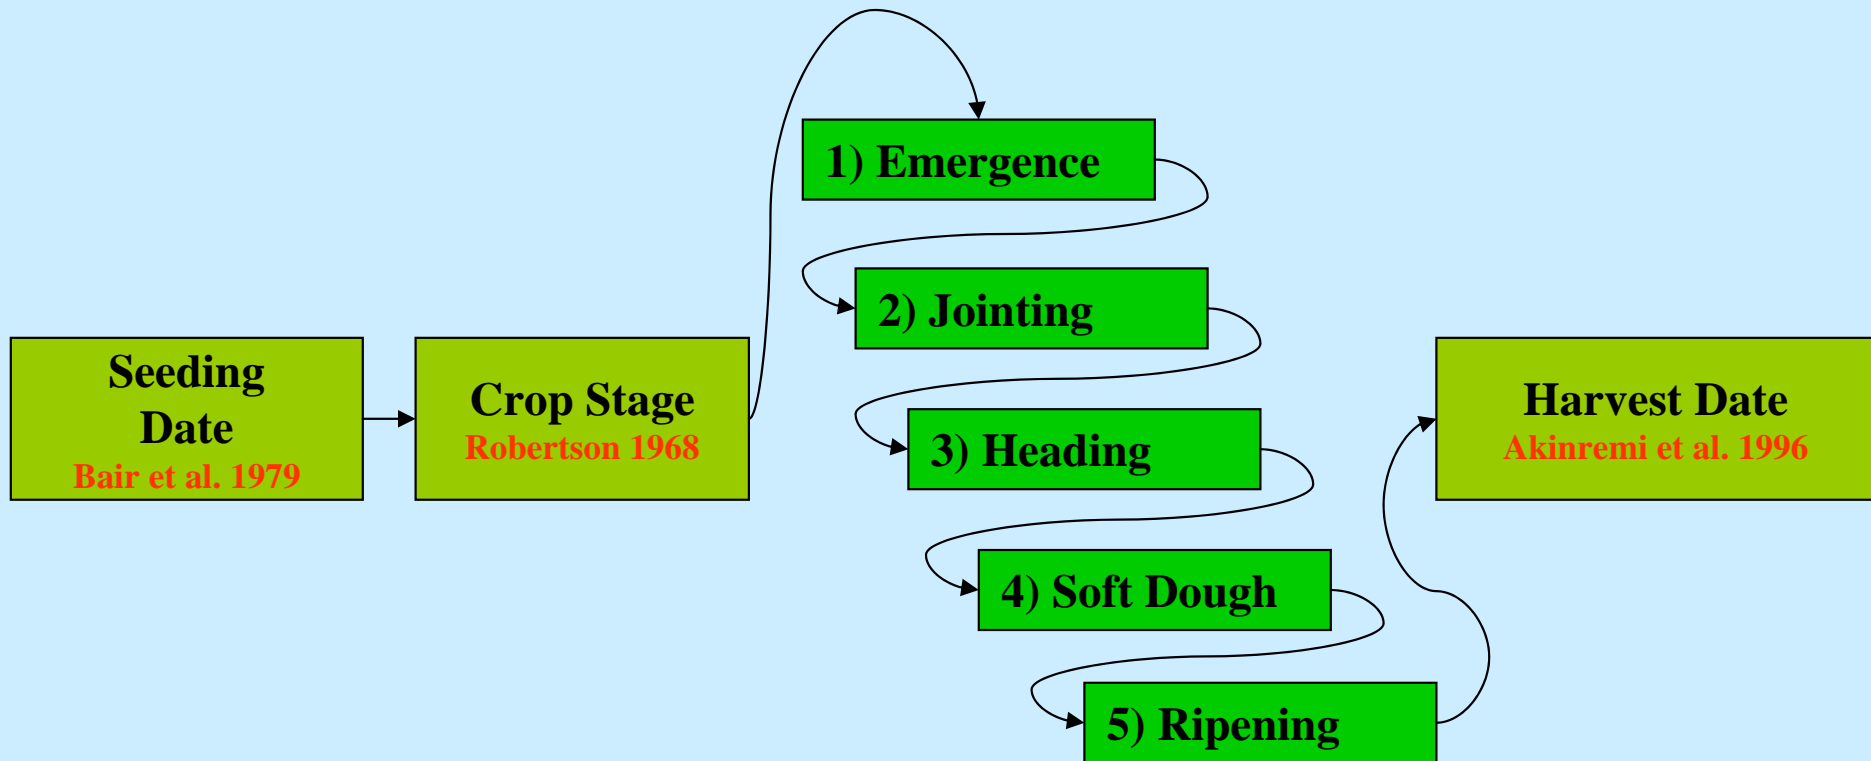 Seeding
Date
Bair et al. 1979
Crop Stage
Robertson 1968
1) Emergence
2) Jointing
3) Heading
4) Soft Dough
5) Ripening
Harvest Date
Akinremi et al. 1996